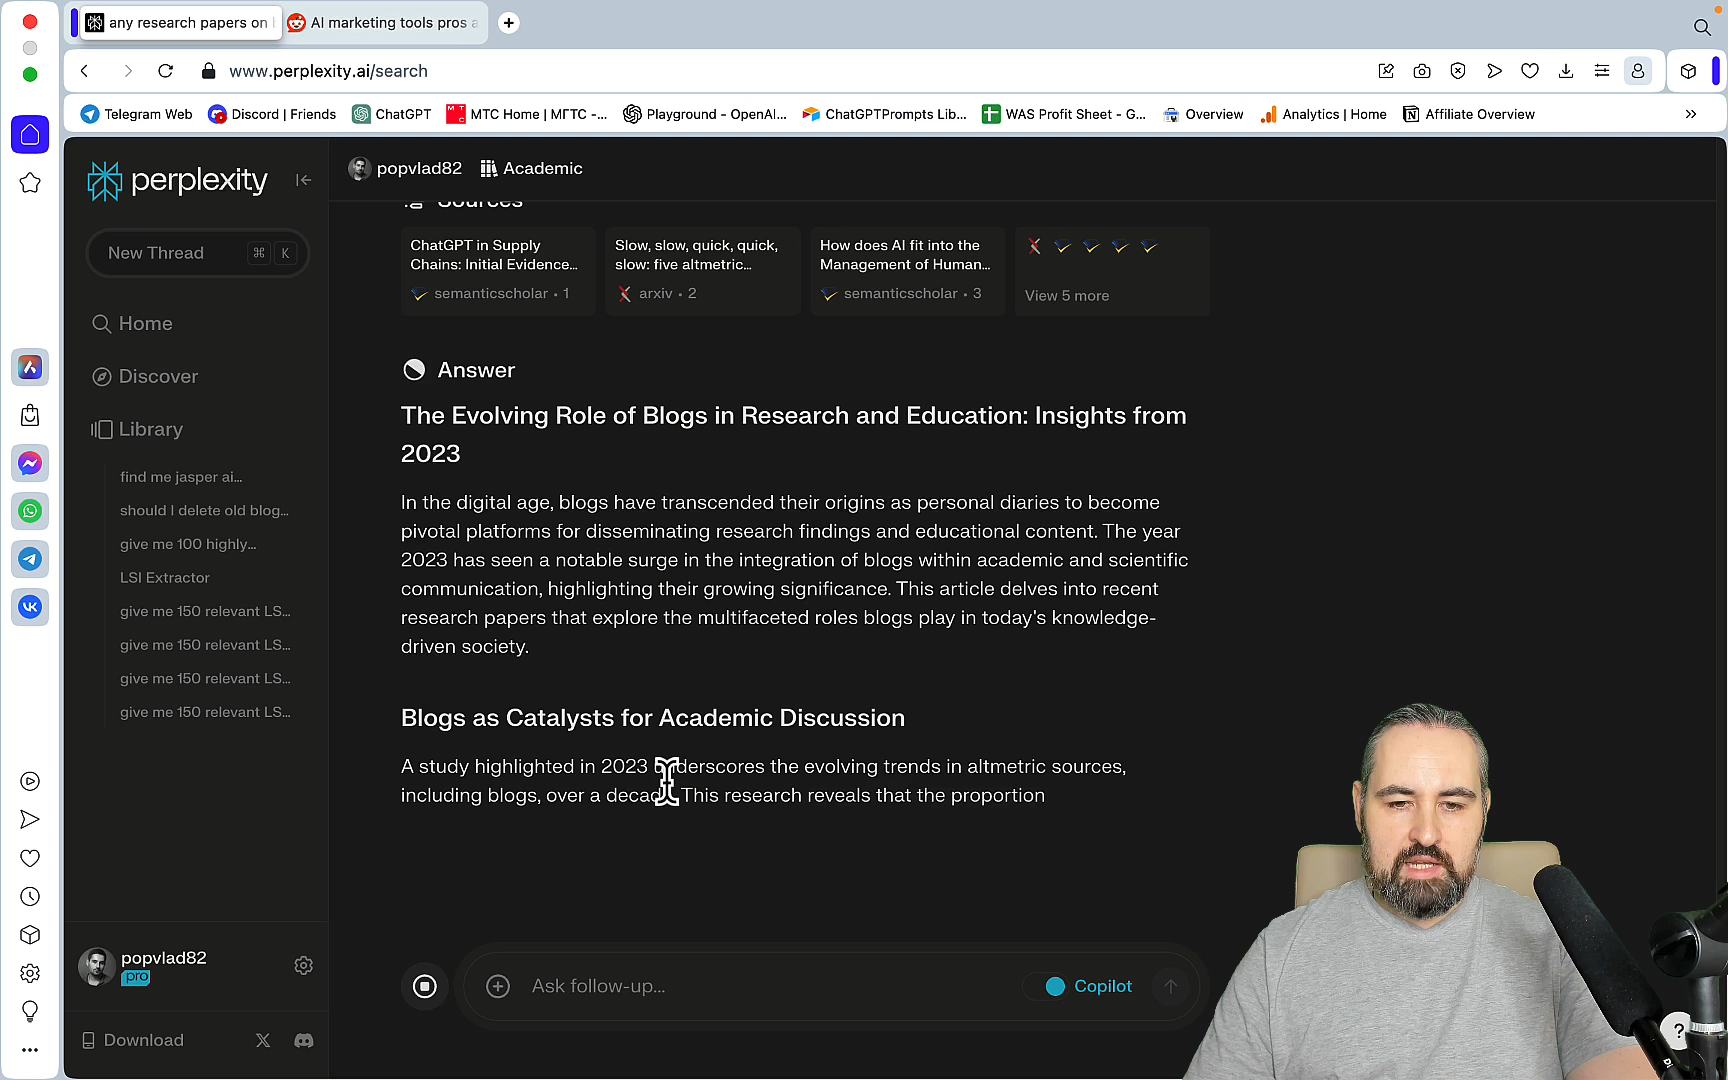 any research papers on
AI marketing tools pros a
www.perplexity.ai/search
Telegram Web
Discord | Friends
ChatGPT
МТС Home | МГТС -...
Playground - OpenAI...
ChatGPTPrompts Lib...
WAS Profit Sheet - G...
Overview
Analytics | Home
Affiliate Overview
perplexity
New Thread
⌘ K
Home
Discover
Library
find me jasper ai...
should I delete old blog...
give me 100 highly...
LSI Extractor
give me 150 relevant LS...
give me 150 relevant LS...
give me 150 relevant LS...
give me 150 relevant LS...
popvlad82
pro
Download
popvlad82
Academic
Sources
ChatGPT in Supply
Chains: Initial Evidence...
semanticscholar • 1
Slow, slow, quick, quick,
slow: five altmetric...
arxiv • 2
How does AI fit into the
Management of Human...
semanticscholar • 3
View 5 more
Answer
The Evolving Role of Blogs in Research and Education: Insights from
2023
In the digital age, blogs have transcended their origins as personal diaries to become
pivotal platforms for disseminating research findings and educational content. The year
2023 has seen a notable surge in the integration of blogs within academic and scientific
communication, highlighting their growing significance. This article delves into recent
research papers that explore the multifaceted roles blogs play in today's knowledge-
driven society.
Blogs as Catalysts for Academic Discussion
A study highlighted in 2023 underscores the evolving trends in altmetric sources,
including blogs, over a decade. This research reveals that the proportion
Ask follow-up...
Copilot
?